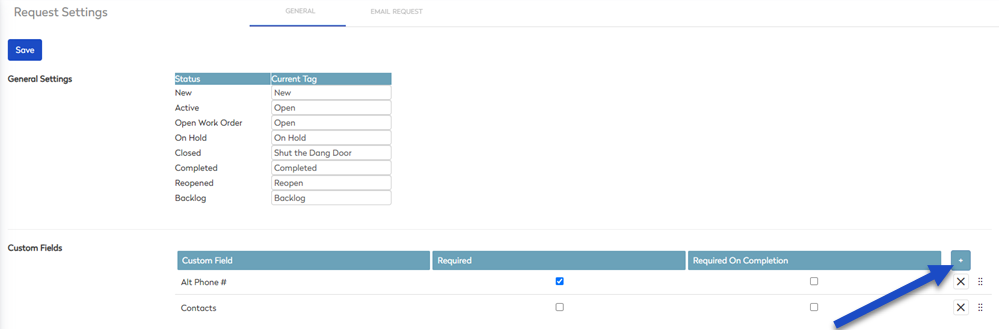 Request Settings
GENERAL
EMAIL REQUEST
Save
General Settings
Status Current Tag
New New
Active Open
Open Work Order Open
On Hold On Hold
Closed Shut the Dang Door
Completed Completed
Reopened Reopen
Backlog Backlog
Custom Fields
Custom Field Required Required On Completion +
Alt Phone #
Contacts